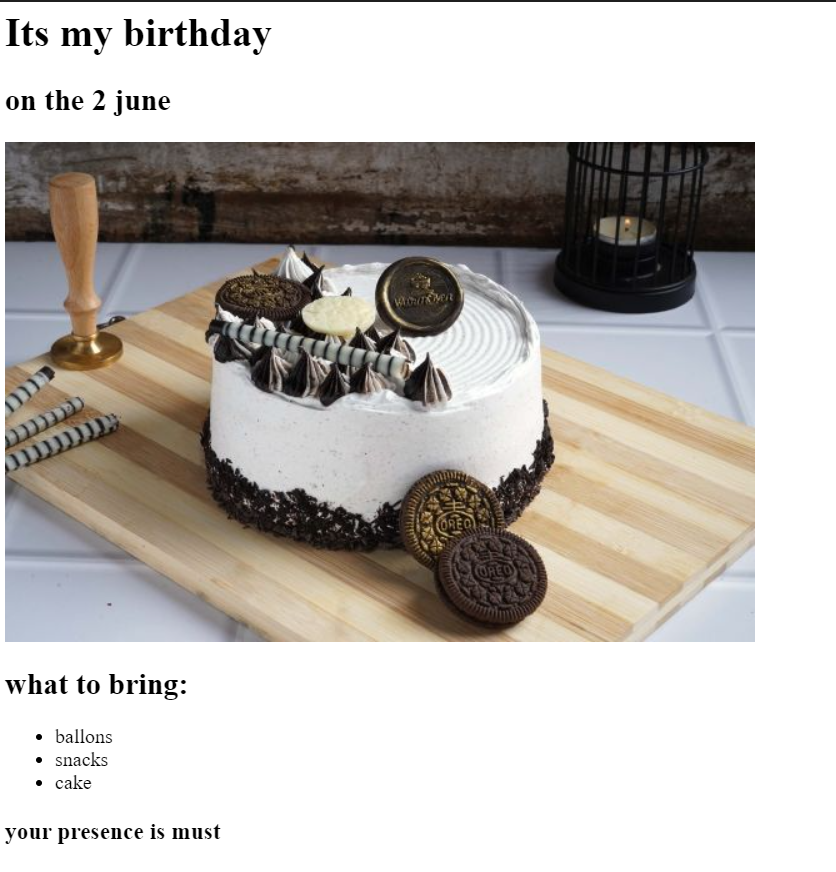 Its my birthday
on the 2 june
OREO
OREO
what to bring:
ballons
snacks
cake
your presence is must